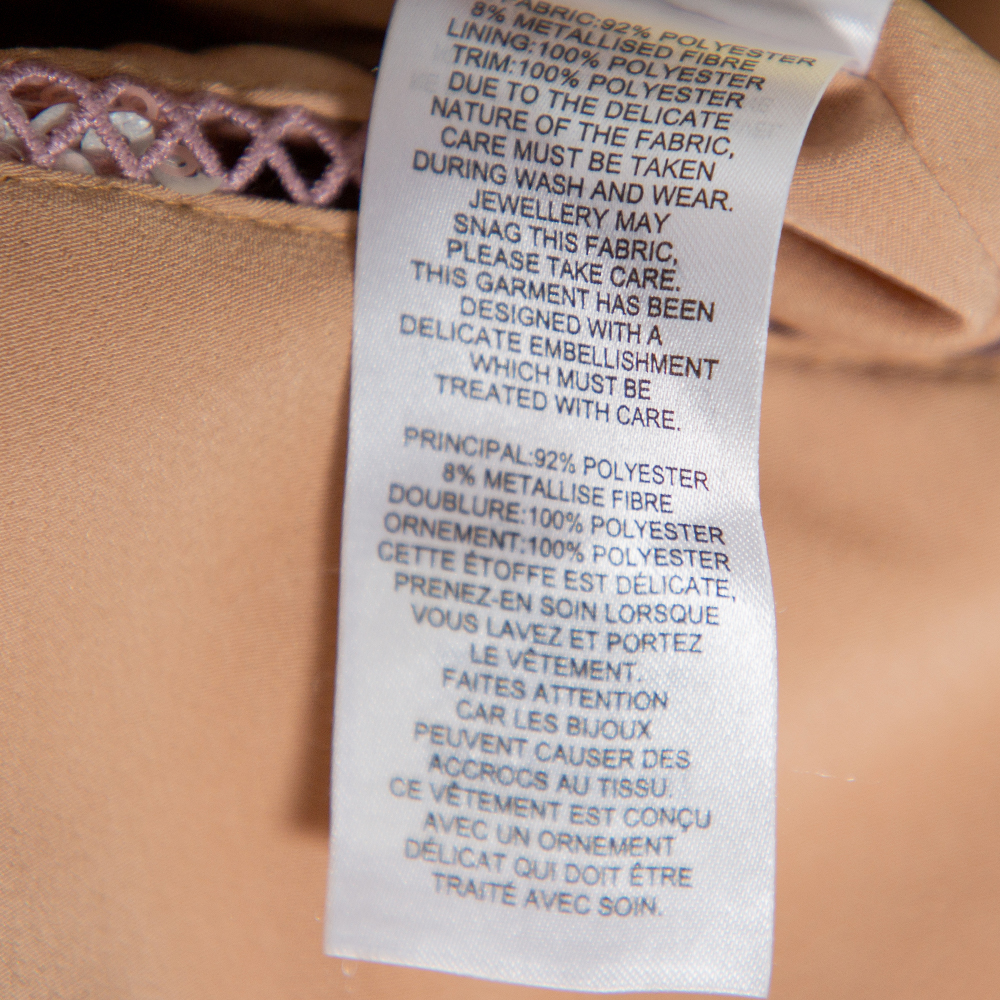 FABRIC:92% POLYESTER
8% METALLISED FIBRE
LINING:100% POLYESTER
TRIM:100% POLYESTER
DUE TO THE DELICATE
NATURE OF THE FABRIC,
CARE MUST BE TAKEN
DURING WASH AND WEAR.
JEWELLERY MAY
SNAG THIS FABRIC,
PLEASE TAKE CARE.
THIS GARMENT HAS BEEN
DESIGNED WITH A
DELICATE EMBELLISHMENT
WHICH MUST BE
TREATED WITH CARE.
PRINCIPAL:92% POLYESTER
8% METALLISE FIBRE
DOUBLURE:100% POLYESTER
ORNEMENT:100% POLYESTER
CETTE ÉTOFFE EST DÉLICATE,
PRENEZ-EN SOIN LORSQUE
VOUS LAVEZ ET PORTEZ
LE VÊTEMENT.
FAITES ATTENTION
CAR LES BIJOUX
PEUVENT CAUSER DES
ACCROCS AU TISSU.
CE VÊTEMENT EST CONÇU
AVEC UN ORNEMENT
DÉLICAT QUI DOIT ÊTRE
TRAITÉ AVEC SOIN.